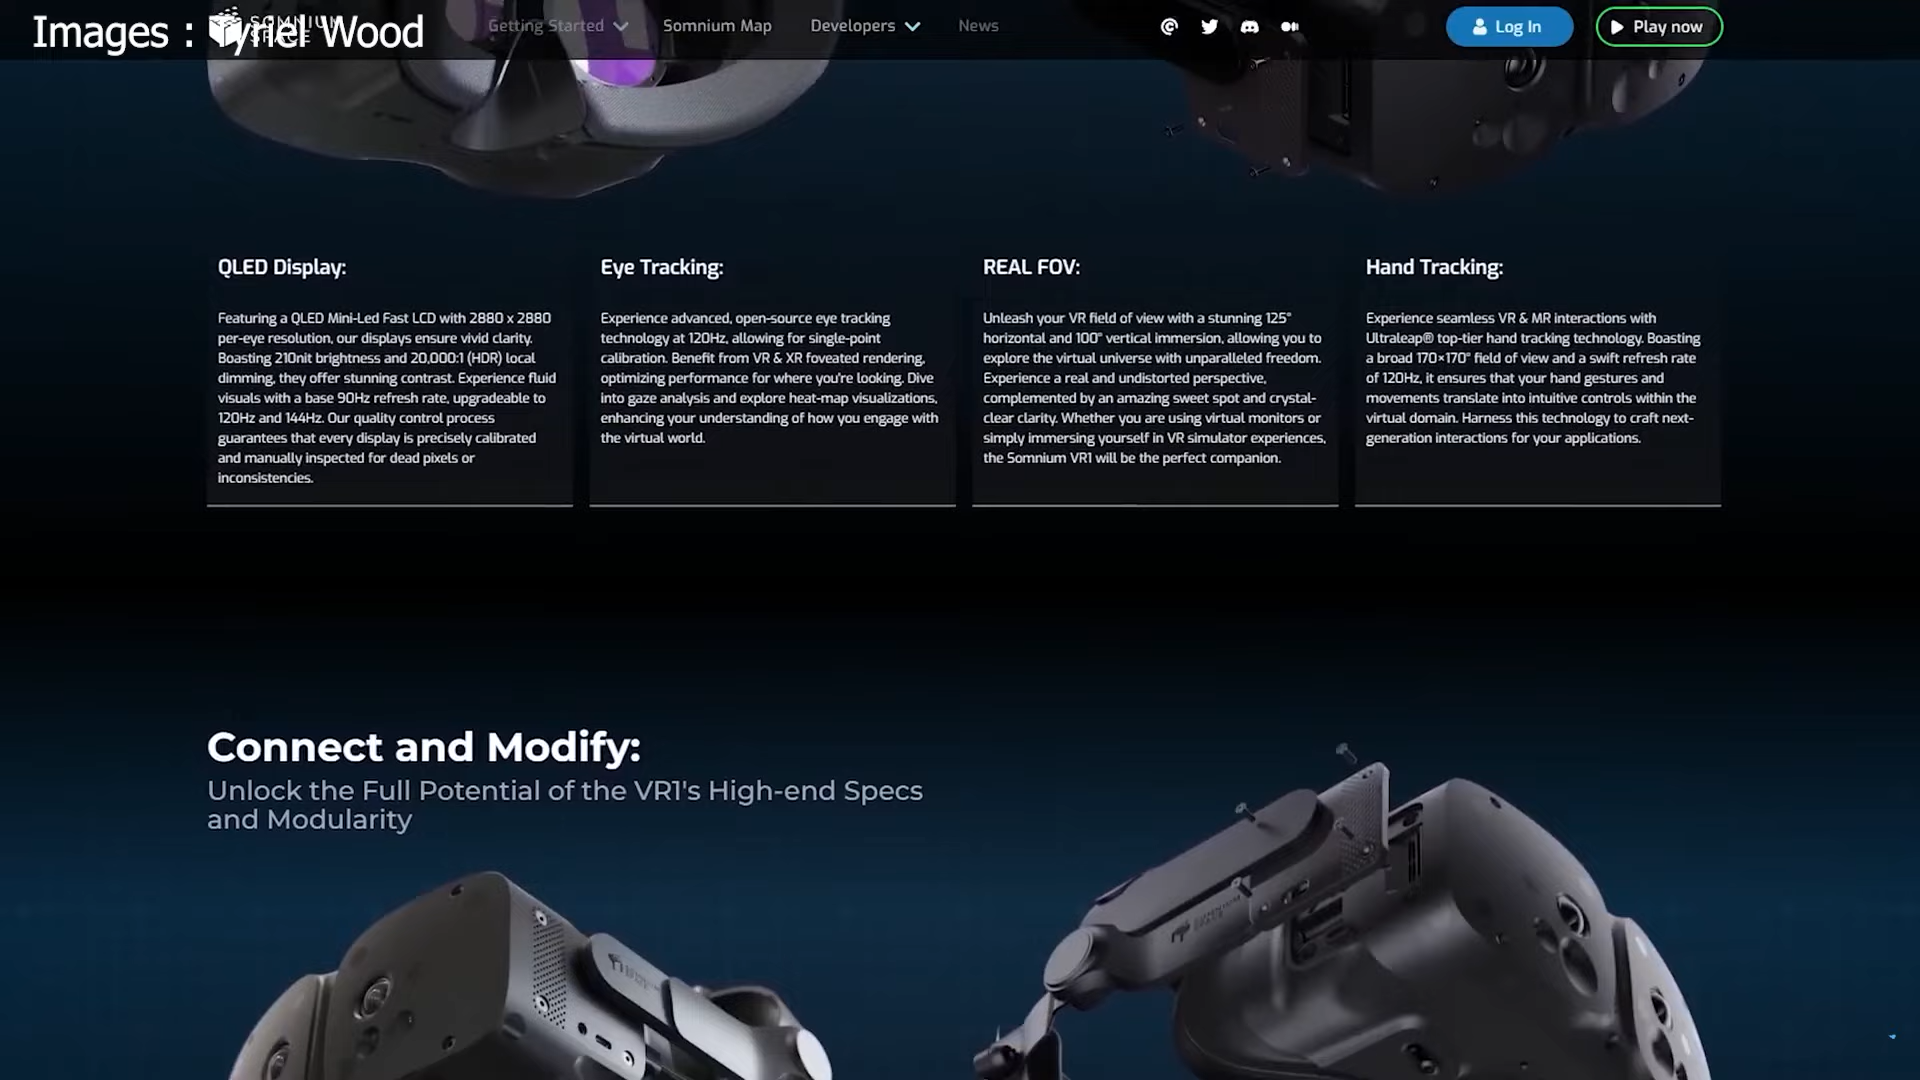 Images : Tyriel Wood
SOMNIUM
SPACE
Getting Started
Somnium Map
Developers
News
Log In
Play now
QLED Display:
Featuring a QLED Mini-Led Fast LCD with 2880 x 2880
per-eye resolution, our displays ensure vivid clarity.
Boasting 210nit brightness and 20,000:1 (HDR) local
dimming, they offer stunning contrast. Experience fluid
visuals with a base 90Hz refresh rate, upgradeable to
120Hz and 144Hz. Our quality control process
guarantees that every display is precisely calibrated
and manually inspected for dead pixels or
inconsistencies.
Eye Tracking:
Experience advanced, open-source eye tracking
technology at 120Hz, allowing for single-point
calibration. Benefit from VR & XR foveated rendering,
optimizing performance for where you're looking. Dive
into gaze analysis and explore heat-map visualizations,
enhancing your understanding of how you engage with
the virtual world.
REAL FOV:
Unleash your VR field of view with a stunning 125°
horizontal and 100° vertical immersion, allowing you to
explore the virtual universe with unparalleled freedom.
Experience a real and undistorted perspective,
complemented by an amazing sweet spot and crystal-
clear clarity. Whether you are using virtual monitors or
simply immersing yourself in VR simulator experiences,
the Somnium VR1 will be the perfect companion.
Hand Tracking:
Experience seamless VR & MR interactions with
Ultraleap® top-tier hand tracking technology. Boasting
a broad 170×170° field of view and a swift refresh rate
of 120Hz, it ensures that your hand gestures and
movements translate into intuitive controls within the
virtual domain. Harness this technology to craft next-
generation interactions for your applications.
Connect and Modify:
Unlock the Full Potential of the VR1's High-end Specs
and Modularity